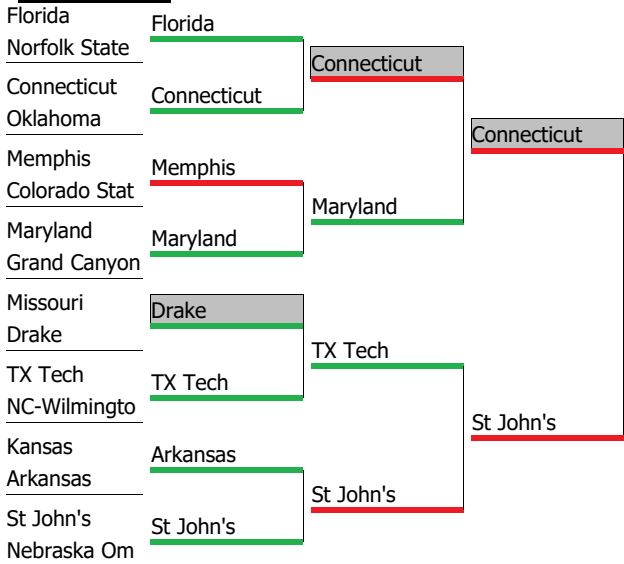 Florida
Norfolk State
Connecticut
Oklahoma
Memphis
Colorado Stat
Maryland
Grand Canyon
Missouri
Drake
TX Tech
NC-Wilmingto
Kansas
Arkansas
St John's
Nebraska Om
Florida
Connecticut
Memphis
Maryland
Drake
TX Tech
Arkansas
St John's
Connecticut
Maryland
TX Tech
St John's
Connecticut
St John's